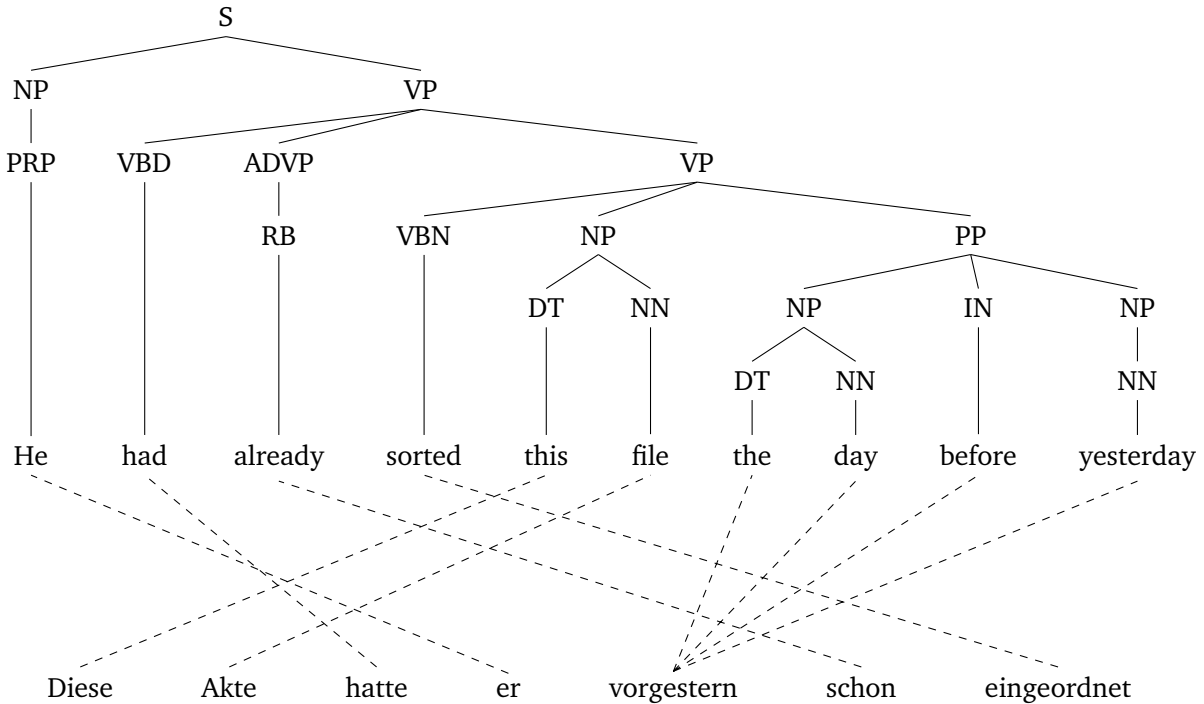 S
NP VP
PRP VBD ADVP VP
RB VBN NP PP
DT NN NP IN NP
DT NN NN
He had already sorted this file the day before yesterday
Diese Akte hatte er vorgestern schon eingeordnet